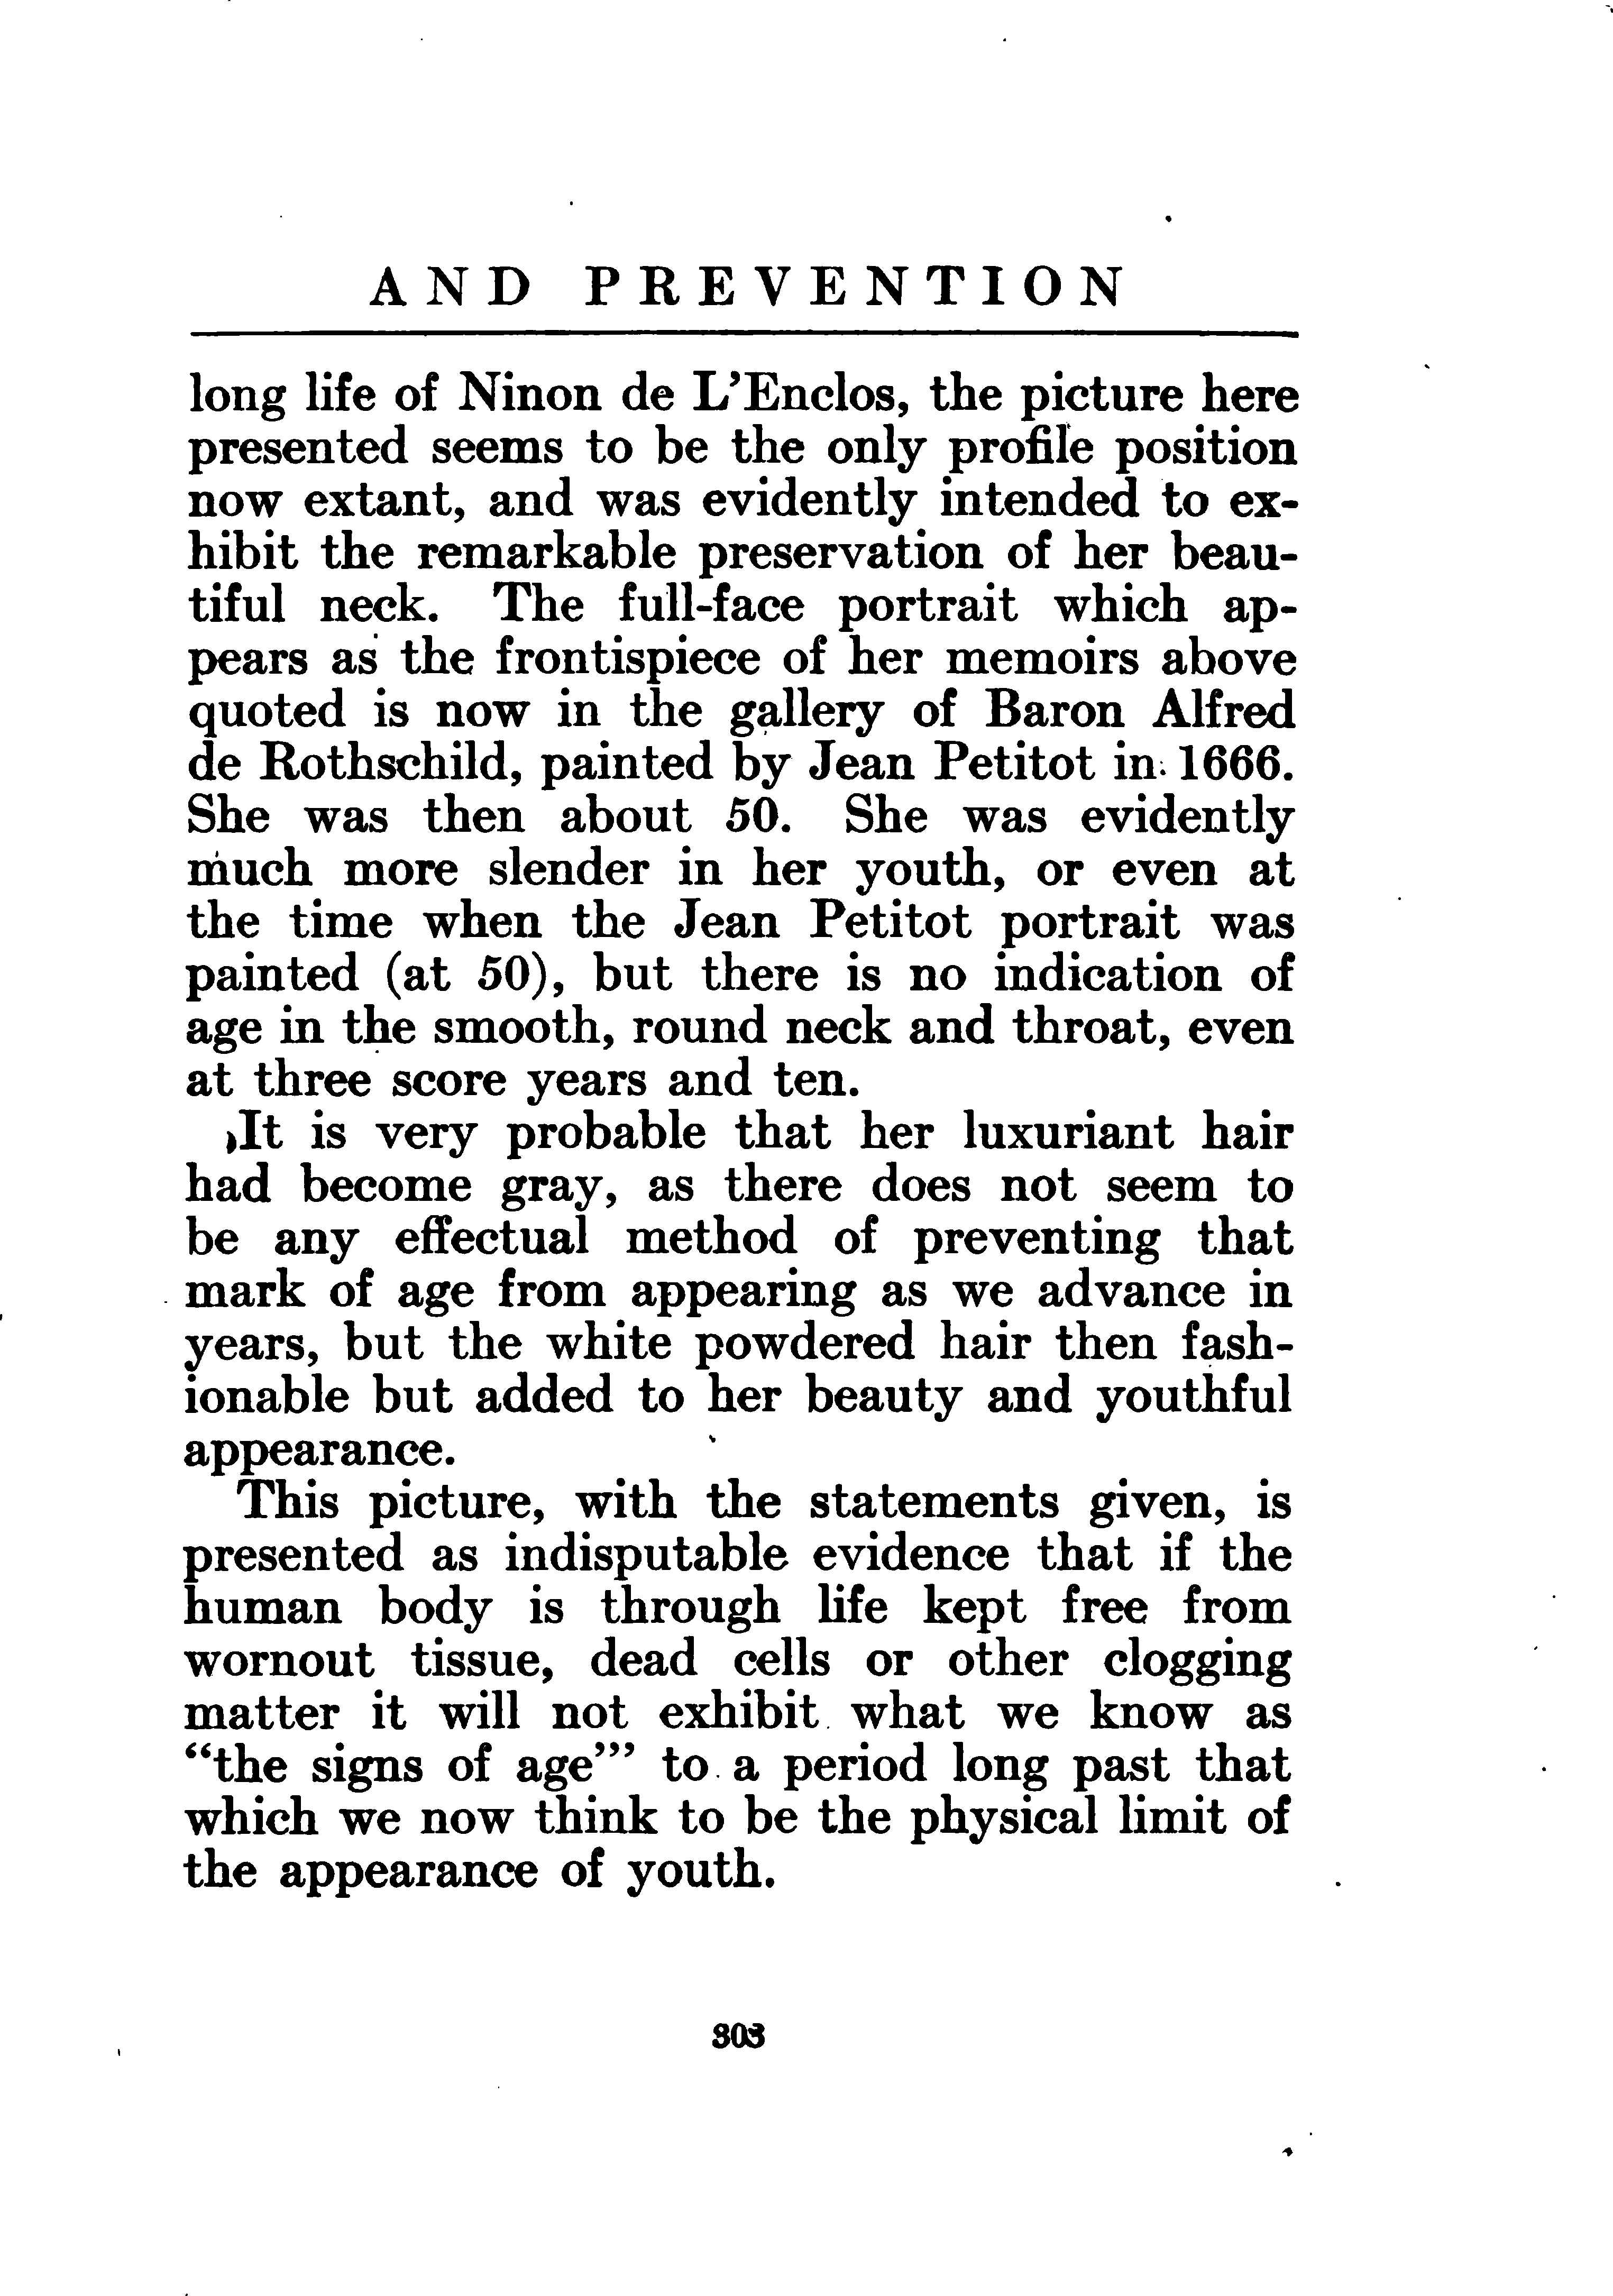 AND PREVENTION
long life of Ninon de L'Enclos, the picture here
presented seems to be the only profile position
now extant, and was evidently intended to ex-
hibit the remarkable preservation of her beau-
tiful neck. The full-face portrait which ap-
pears as the frontispiece of her memoirs above
quoted is now in the gallery of Baron Alfred
de Rothschild, painted by Jean Petitot in 1666.
She was then about 50. She was evidently
much more slender in her youth, or even at
the time when the Jean Petitot portrait was
painted (at 50), but there is no indication of
age in the smooth, round neck and throat, even
at three score years and ten.
It is very probable that her luxuriant hair
had become gray, as there does not seem to
be any effectual method of preventing that
mark of age from appearing as we advance in
years, but the white powdered hair then fash-
ionable but added to her beauty and youthful
appearance.
This picture, with the statements given, is
presented as indisputable evidence that if the
human body is through life kept free from
wornout tissue, dead cells or other clogging
matter it will not exhibit what we know as
“the signs of age”’ to a period long past that
which we now think to be the physical limit of
the appearance of youth.
303